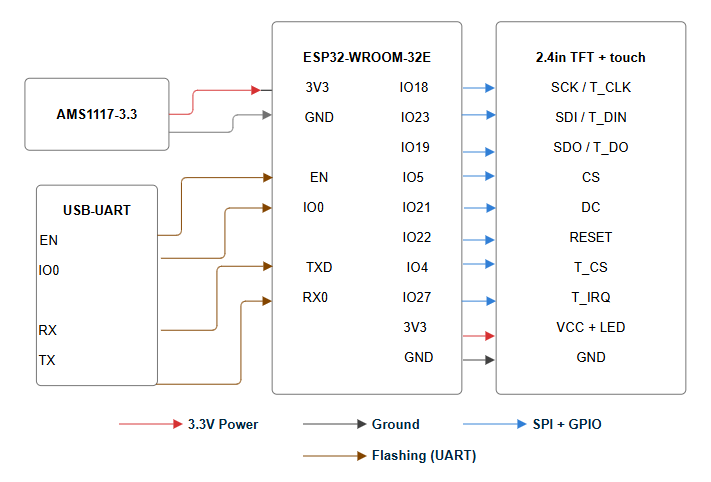 AMS1117-3.3
USB-UART
EN
IO0
RX
TX
ESP32-WROOM-32E
3V3 IO18
GND IO23
IO19
EN IO5
IO0 IO21
IO22
TXD IO4
RX0 IO27
3V3
GND
2.4in TFT + touch
SCK / T_CLK
SDI / T_DIN
SDO / T_DO
CS
DC
RESET
T_CS
T_IRQ
VCC + LED
GND
3.3V Power
Ground
SPI + GPIO
Flashing (UART)